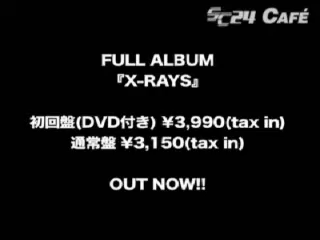 SC24 CAFÉ
FULL ALBUM
『X-RAYS』
初回盤(DVD付き) ¥3,990(tax in)
通常盤 ¥3,150(tax in)
OUT NOW!!